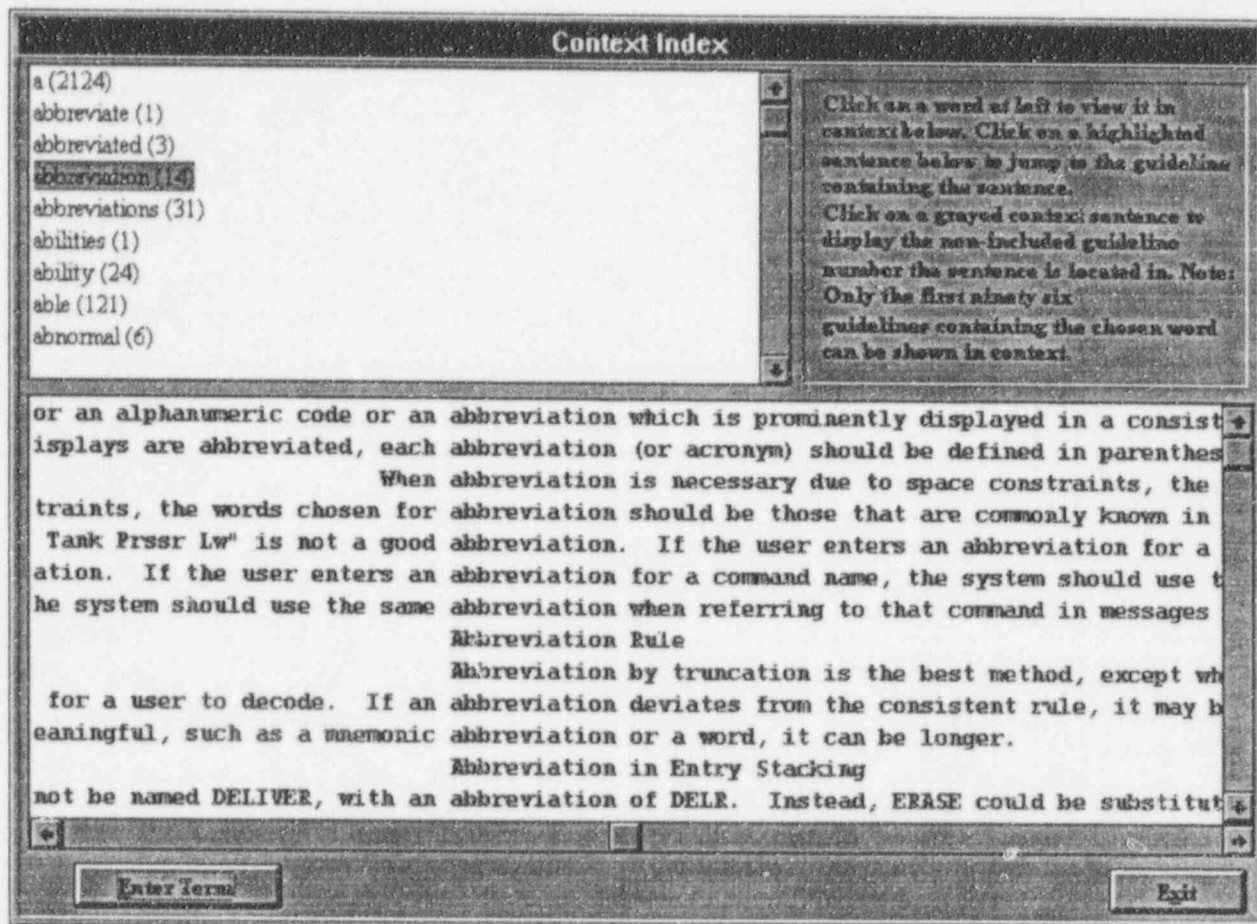 Context Index
a (2124)
abbreviate (1)
abbreviated (3)
abbreviation (14)
abbreviations (31)
abilities (1)
ability (24)
able (121)
abnormal (6)
Click on a word at left to view it in
context below. Click on a highlighted
sentence below to jump to the guideline
containing the sentence.
Click on a grayed context sentence to
display the non-included guideline
number the sentence is located in. Note:
Only the first ninety six
guidelines containing the chosen word
can be shown in context.
or an alphanumeric code or an abbreviation which is prominently displayed in a consist
isplays are abbreviated, each abbreviation (or acronym) should be defined in parenthes
When abbreviation is necessary due to space constraints, the
traints, the words chosen for abbreviation should be those that are commonly known in
Tank Prssr Lw" is not a good abbreviation. If the user enters an abbreviation for a
ation. If the user enters an abbreviation for a command name, the system should use t
he system should use the same abbreviation when referring to that command in messages
Abbreviation Rule
Abbreviation by truncation is the best method, except wh
for a user to decode. If an abbreviation deviates from the consistent rule, it may b
eaningful, such as a mnemonic abbreviation or a word, it can be longer.
Abbreviation in Entry Stacking
not be named DELIVER, with an abbreviation of DELR. Instead, ERASE could be substitut
Enter Term
Exit